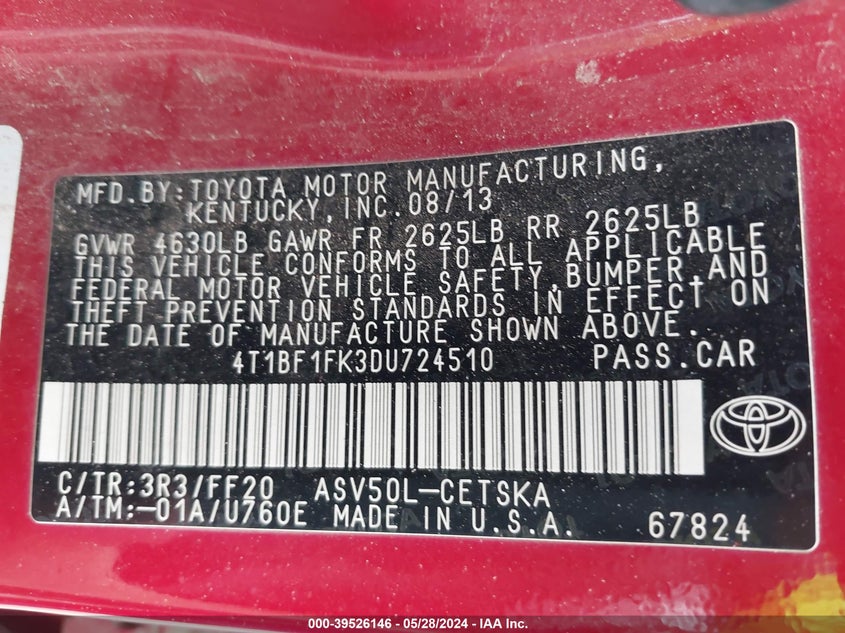 MFD.BY:TOYOTA MOTOR MANUFACTURING,
KENTUCKY,INC.08/13
GVWR 4630LB GAWR FR 2625LB RR 2625LB
THIS VEHICLE CONFORMS TO ALL APPLICABLE
FEDERAL MOTOR VEHICLE SAFETY,BUMPER,AND
THEFT-PREVENTION STANDARDS IN EFFECT ON
THE DATE OF MANUFACTURE SHOWN ABOVE.
4T1BF1FK3DU724510 PASS.CAR
C/TR:3R3/FF20 ASV50L-CETSKA
A/TM:-01A/U760E MADE IN U.S.A. 67824
000-39526146 - 05/28/2024 - IAA Inc.